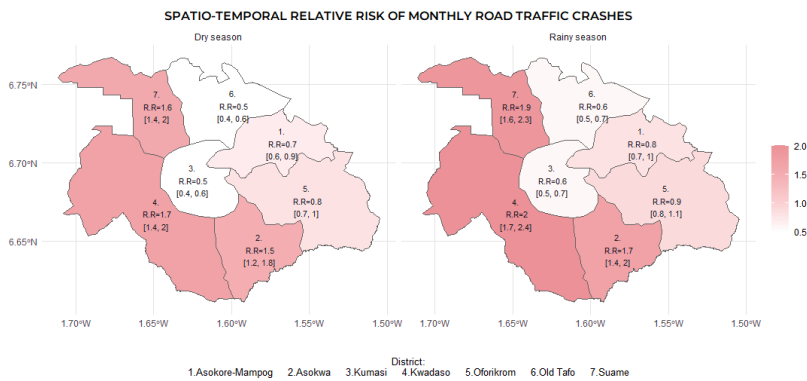 SPATIO-TEMPORAL RELATIVE RISK OF MONTHLY ROAD TRAFFIC CRASHES
Dry season
Rainy season
6.75°N
6.70°N
6.65°N
7.
R.R=1.6
[1.4, 2]
6.
R.R=0.5
[0.4, 0.6]
1.
R.R=0.7
[0.6, 0.9]
3.
R.R=0.5
[0.4, 0.6]
5.
R.R=0.8
[0.7, 1]
4.
R.R=1.7
[1.4, 2]
2.
R.R=1.5
[1.2, 1.8]
7.
R.R=1.9
[1.6, 2.3]
6.
R.R=0.6
[0.5, 0.7]
1.
R.R=0.8
[0.7, 1]
3.
R.R=0.6
[0.5, 0.7]
5.
R.R=0.9
[0.8, 1.1]
4.
R.R=2
[1.7, 2.4]
2.
R.R=1.7
[1.4, 2]
2.0
1.5
1.0
0.5
1.70°W 1.65°W 1.60°W 1.55°W 1.50°W
1.70°W 1.65°W 1.60°W 1.55°W 1.50°W
District:
1.Asokore-Mampog 2.Asokwa 3.Kumasi 4.Kwadaso 5.Oforikrom 6.Old Tafo 7.Suame